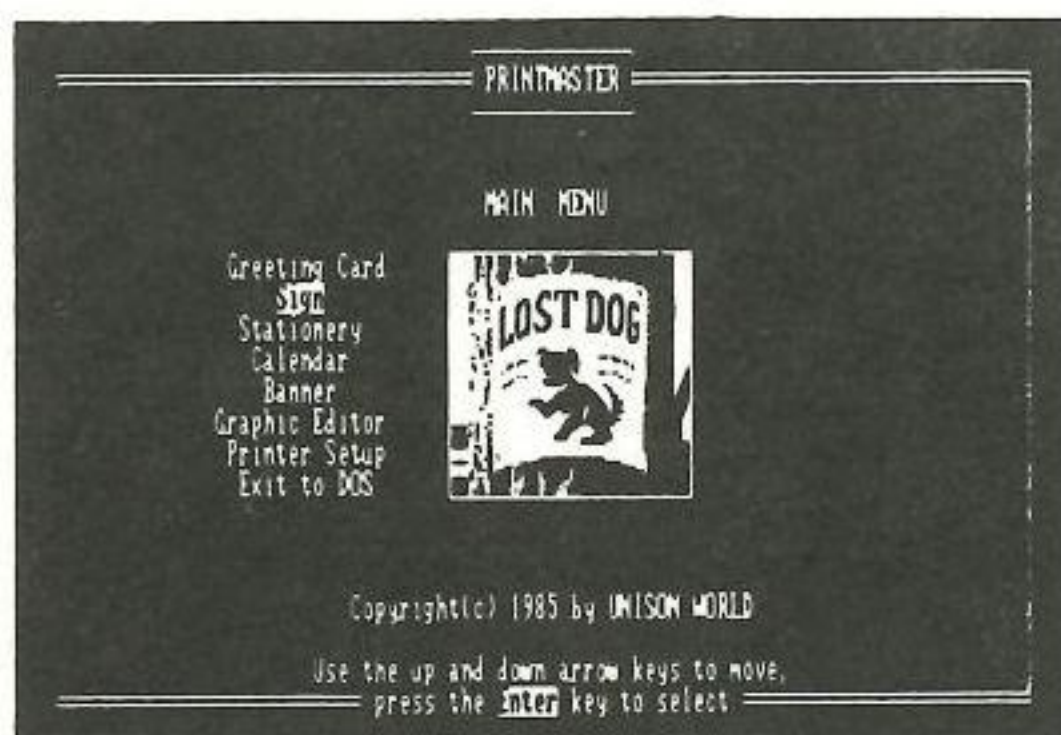 PRINTMASTER
MAIN MENU
Greeting Card
Sign
Stationery
Calendar
Banner
Graphic Editor
Printer Setup
Exit to DOS
LOST DOG
Copyright(c) 1985 by UNISON WORLD
Use the up and down arrow keys to move,
press the Enter key to select